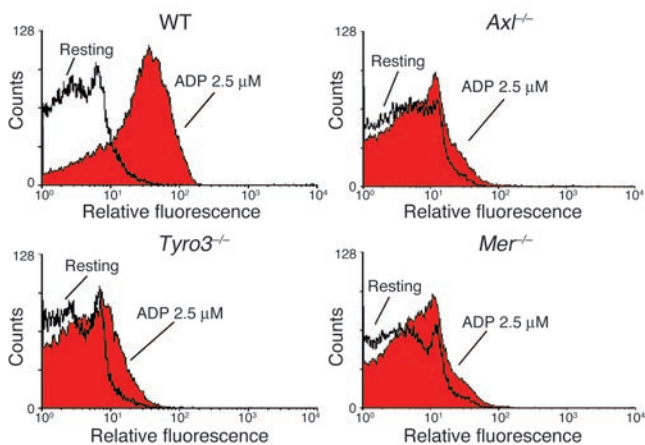 WT
Resting
ADP 2.5 μM
Counts
128
0
10⁰ 10¹ 10² 10³ 10⁴
Relative fluorescence
Axl⁻/⁻
Resting
ADP 2.5 μM
Counts
128
0
10⁰ 10¹ 10² 10³ 10⁴
Relative fluorescence
Tyro3⁻/⁻
Resting
ADP 2.5 μM
Counts
128
0
10⁰ 10¹ 10² 10³ 10⁴
Relative fluorescence
Mer⁻/⁻
Resting
ADP 2.5 μM
Counts
128
0
10⁰ 10¹ 10² 10³ 10⁴
Relative fluorescence